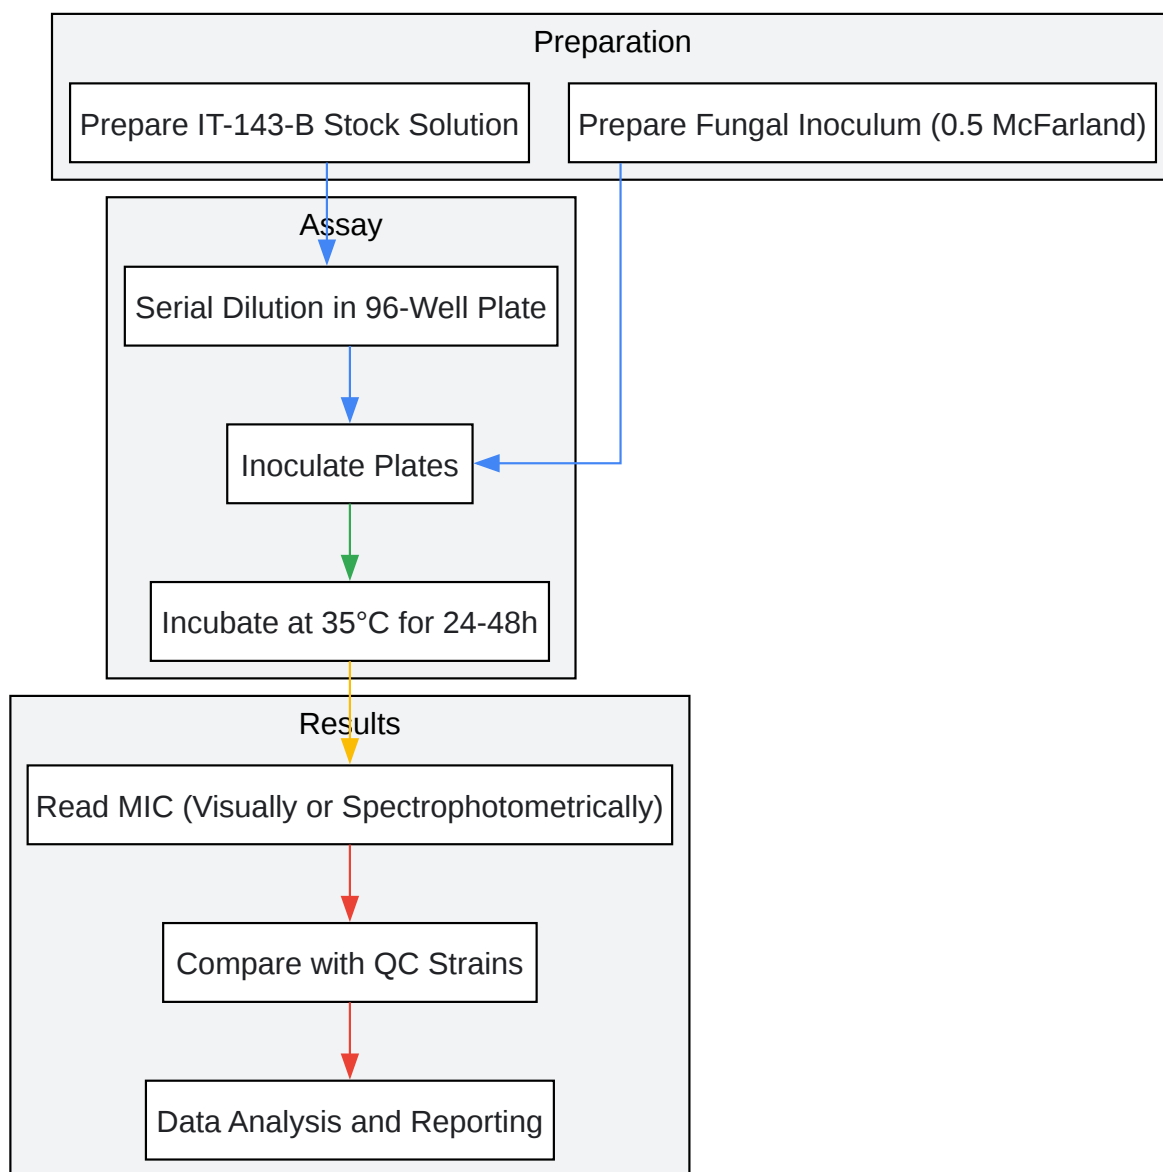 Preparation
Prepare IT-143-B Stock Solution
Prepare Fungal Inoculum (0.5 McFarland)
Assay
Serial Dilution in 96-Well Plate
Inoculate Plates
Incubate at 35°C for 24-48h
Results
Read MIC (Visually or Spectrophotometrically)
Compare with QC Strains
Data Analysis and Reporting